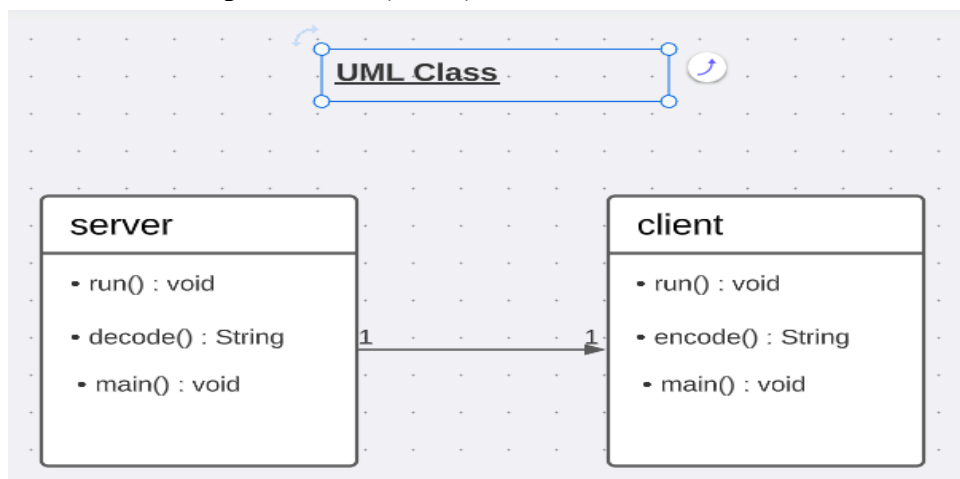 UML Class
server
• run() : void
• decode() : String
• main() : void
1
1
client
• run() : void
• encode() : String
• main() : void